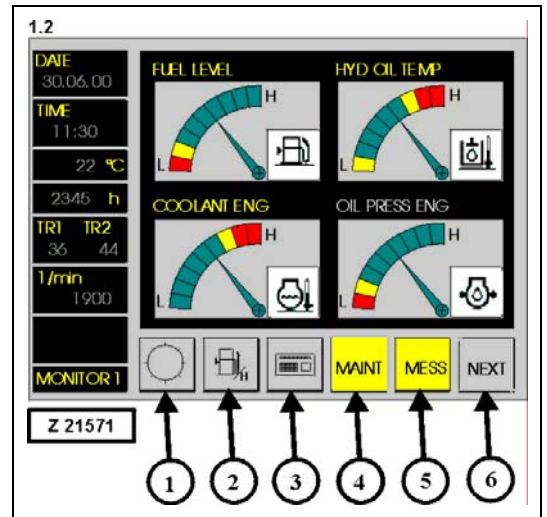 1.2
DATE
30.06.00
TIME
11:30
22 °C
2345 h
TR1 TR2
36 44
1/min
1900
MONITOR 1
FUEL LEVEL
H
L
HYD OIL TEMP
H
L
COOLANT ENG
H
L
OIL PRESS ENG
H
L
/H
MAINT
MESS
NEXT
Z 21571
1
2
3
4
5
6